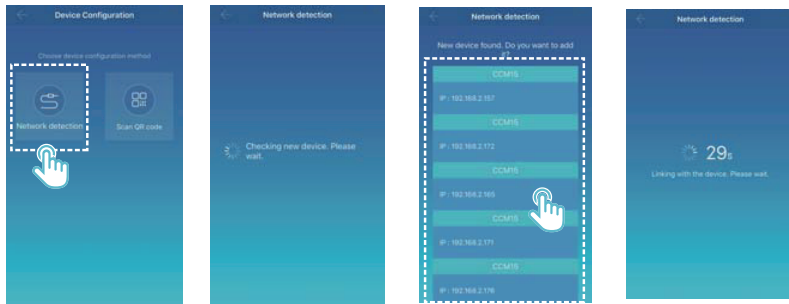 Device Configuration
Choose device configuration method
Network detection
Scan QR code
Network detection
Checking new device. Please
wait.
Network detection
New device found. Do you want to add
it?
CCM15
IP : 192.168.2.157
CCM15
IP : 192.168.2.172
CCM15
IP : 192.168.2.165
CCM15
IP : 192.168.2.171
CCM15
IP : 192.168.2.178
Network detection
29s
Linking with the device. Please wait.